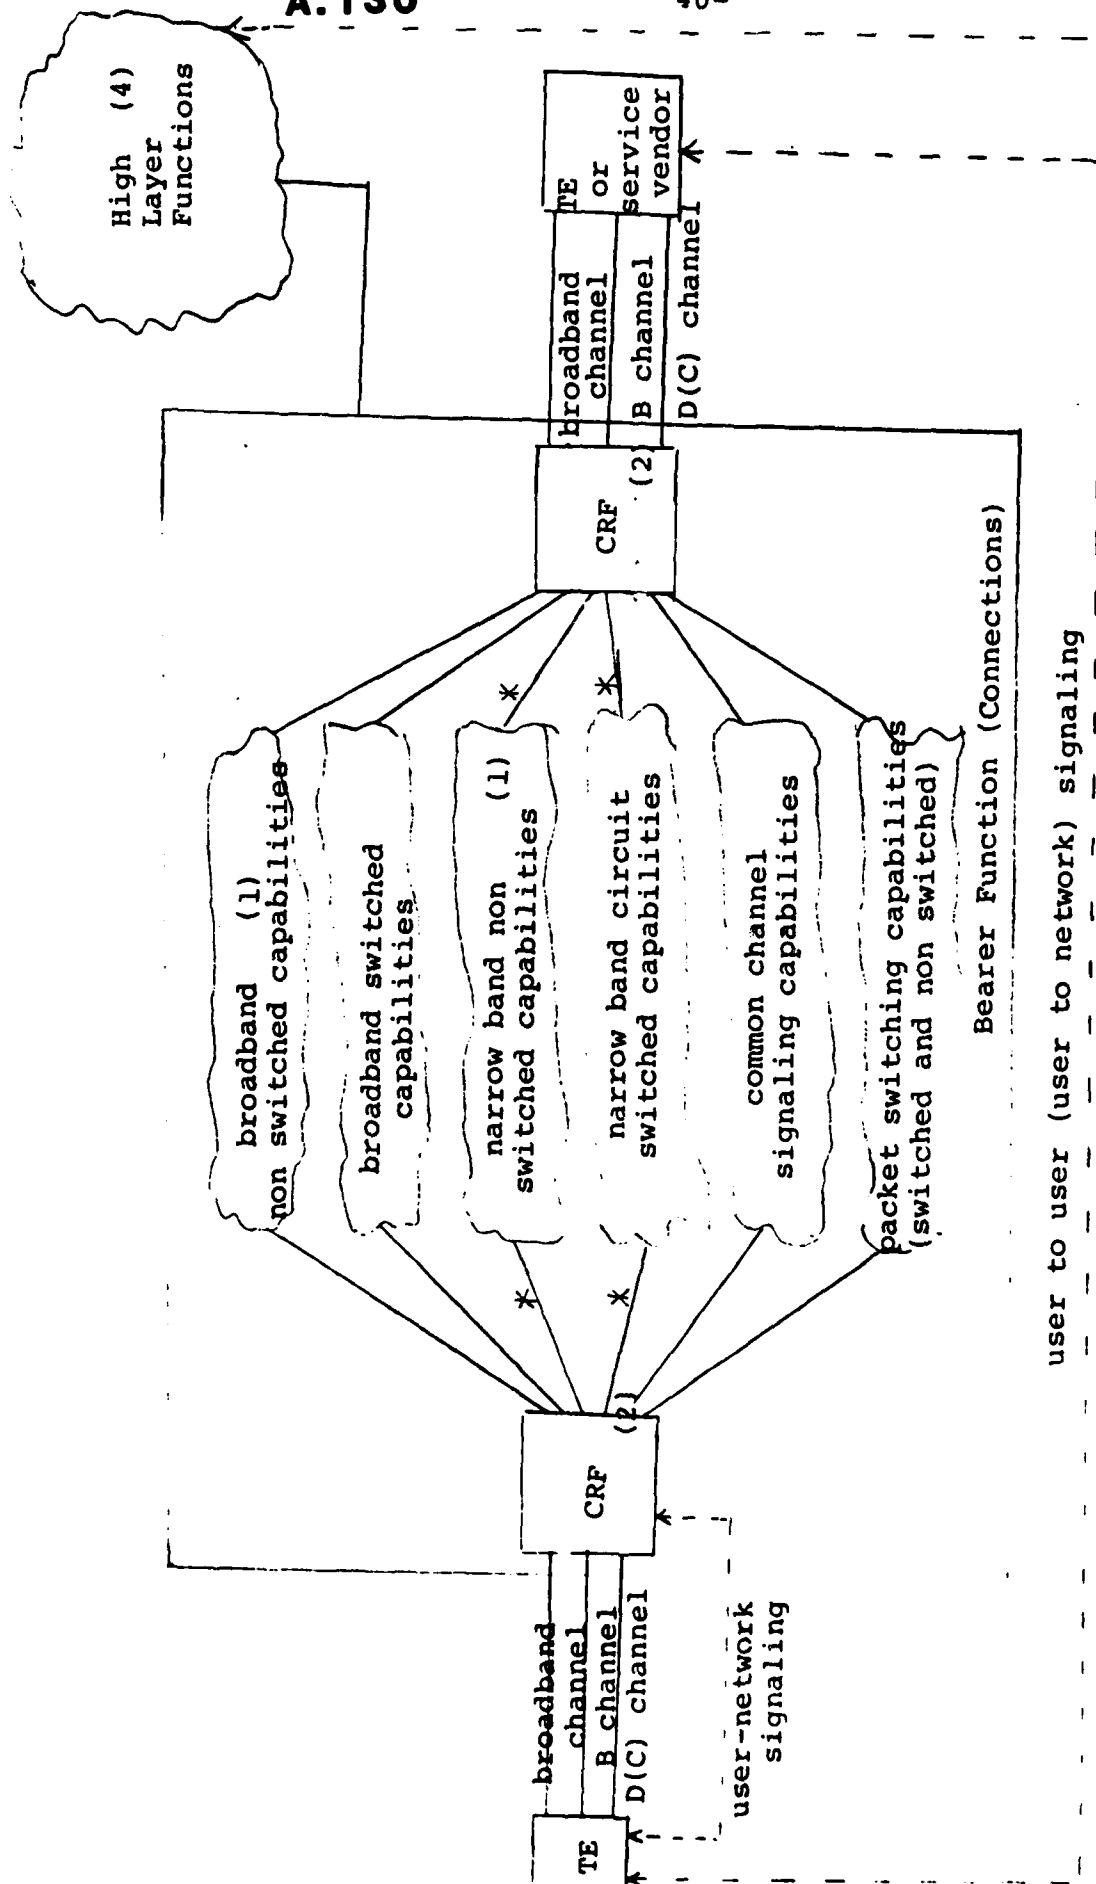 A.130
High (4)
Layer
Functions
TE
or
service
vendor
broadband
channel
B channel
D(C) channel
CRF
(2)
broadband (1)
non switched capabilities
broadband switched
capabilities
narrow band non (1)
switched capabilities
narrow band circuit
switched capabilities
common channel
signaling capabilities
packet switching capabilities
(switched and non switched)
Bearer Function (Connections)
user to user (user to network) signaling
CRF
(2)
broadband
channel
B channel
D(C) channel
user-network
signaling
TE